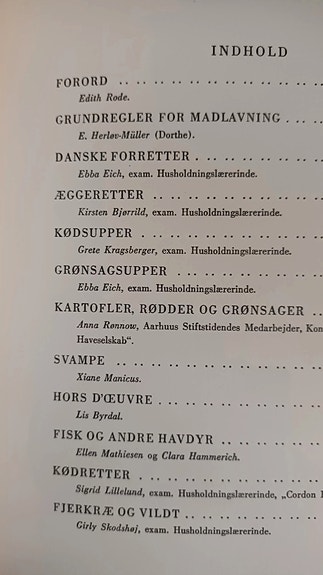 INDHOLD
FORORD .. .. .. .. .. .. .. .. .. .. ..
Edith Rode.
GRUNDREGLER FOR MADLAVNING . .. ..
E. Herløv-Müller (Dorthe).
DANSKE FORRETTER .. .. .. .. .. .. ..
Ebba Eich, exam. Husholdningslærerinde.
ÆGGERETTER .. .. .. .. .. .. .. .. ..
Kirsten Bjørrild, exam. Husholdningslærerinde.
KØDSUPPER .. .. .. .. .. .. .. .. ..
Grete Kragsberger, exam. Husholdningslærerinde.
GRØNSAGSUPPER .. .. .. .. .. .. .. ..
Ebba Eich, exam. Husholdningslærerinde.
KARTOFLER, RØDDER OG GRØNSAGER ..
Anna Rønnow, Aarhuus Stiftstidendes Medarbejder,
Haveselskab".
SVAMPE .. .. .. .. .. .. .. .. .. ..
Xiane Manicus.
HORS D'ŒUVRE . .. .. .. .. .. .. .. ..
Lis Byrdal.
FISK OG ANDRE HAVDYR .. .. .. .. ..
Ellen Mathiesen og Clara Hammerich.
KØDRETTER .. .. .. .. .. .. .. .. ..
Sigrid Lillelund, exam. Husholdningslærerinde, „Cordon
FJERKRÆ OG VILDT . .. .. .. .. .. ..
Girly Skodshøj, exam. Husholdningslærerinde.